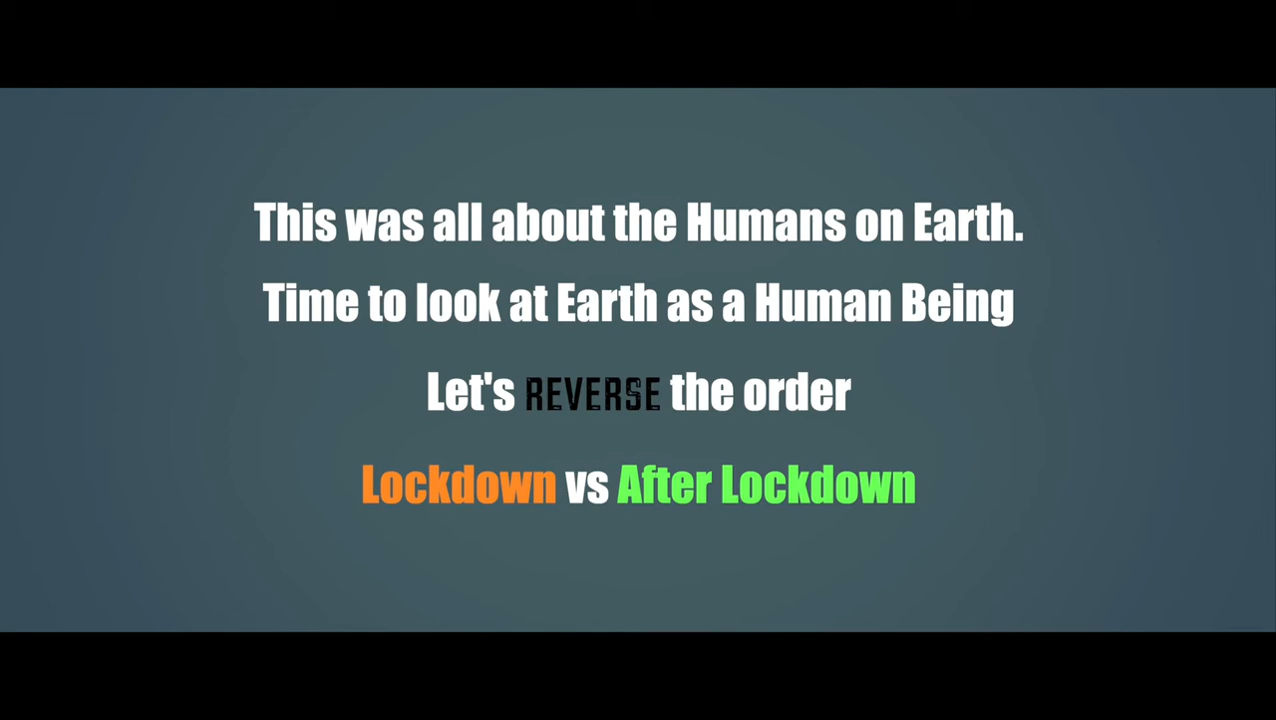 This was all about the Humans on Earth.
Time to look at Earth as a Human Being
Let's REVERSE the order
Lockdown vs After Lockdown